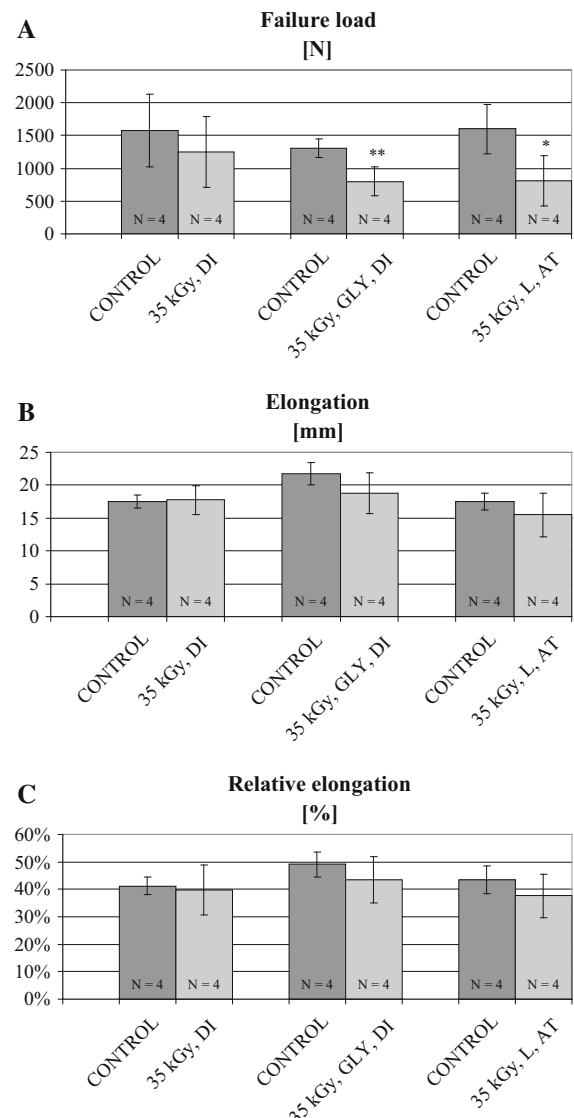 A
Failure load
[N]
2500
2000
1500
1000
500
0
** *
N = 4 N = 4 N = 4 N = 4 N = 4 N = 4
CONTROL 35 kGy, DI CONTROL 35 kGy, GLY, DI CONTROL 35 kGy, L, AT
B
Elongation
[mm]
25
20
15
10
5
0
N = 4 N = 4 N = 4 N = 4 N = 4 N = 4
CONTROL 35 kGy, DI CONTROL 35 kGy, GLY, DI CONTROL 35 kGy, L, AT
C
Relative elongation
[%]
60%
50%
40%
30%
20%
10%
0%
N = 4 N = 4 N = 4 N = 4 N = 4 N = 4
CONTROL 35 kGy, DI CONTROL 35 kGy, GLY, DI CONTROL 35 kGy, L, AT